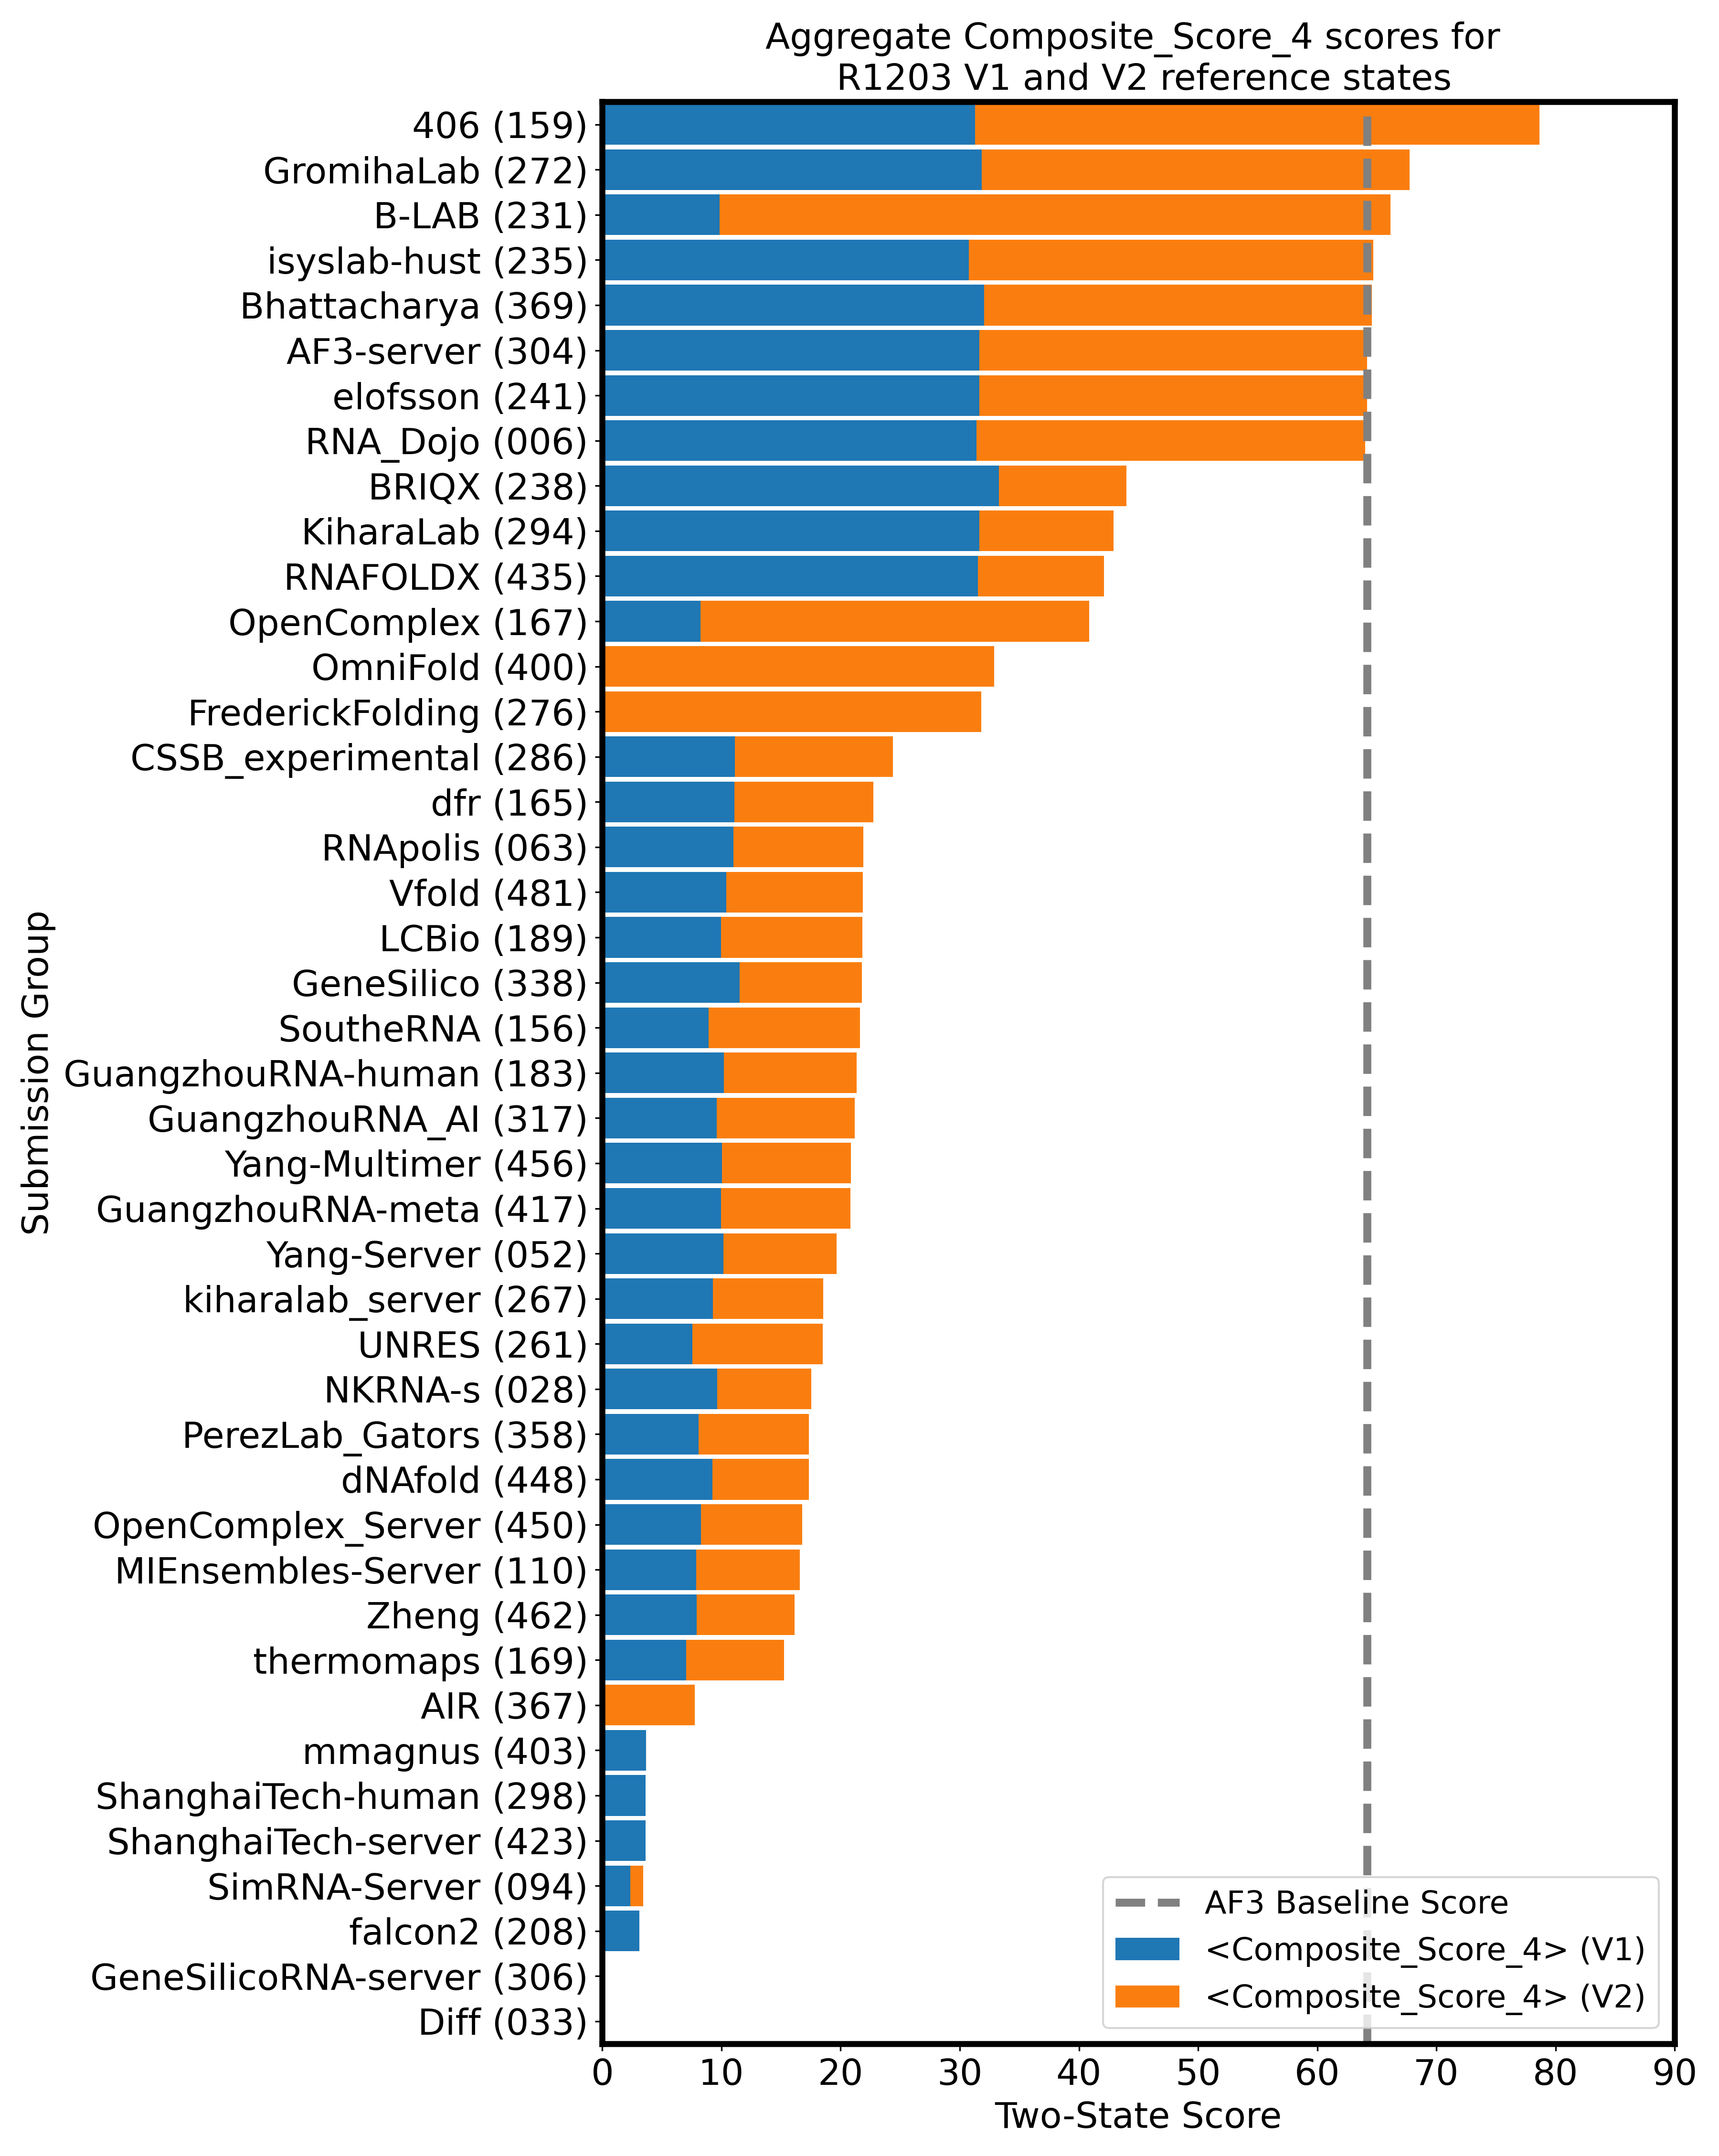 Aggregate Composite_Score_4 scores for
R1203 V1 and V2 reference states
Submission Group
406 (159)
GromihaLab (272)
B-LAB (231)
isyslab-hust (235)
Bhattacharya (369)
AF3-server (304)
elofsson (241)
RNA_Dojo (006)
BRIQX (238)
KiharaLab (294)
RNAFOLDX (435)
OpenComplex (167)
OmniFold (400)
FrederickFolding (276)
CSSB_experimental (286)
dfr (165)
RNApolis (063)
Vfold (481)
LCBio (189)
GeneSilico (338)
SoutheRNA (156)
GuangzhouRNA-human (183)
GuangzhouRNA_AI (317)
Yang-Multimer (456)
GuangzhouRNA-meta (417)
Yang-Server (052)
kiharalab_server (267)
UNRES (261)
NKRNA-s (028)
PerezLab_Gators (358)
dNAfold (448)
OpenComplex_Server (450)
MIEnsembles-Server (110)
Zheng (462)
thermomaps (169)
AIR (367)
mmagnus (403)
ShanghaiTech-human (298)
ShanghaiTech-server (423)
SimRNA-Server (094)
falcon2 (208)
GeneSilicoRNA-server (306)
Diff (033)
AF3 Baseline Score
<Composite_Score_4> (V1)
<Composite_Score_4> (V2)
0 10 20 30 40 50 60 70 80 90
Two-State Score